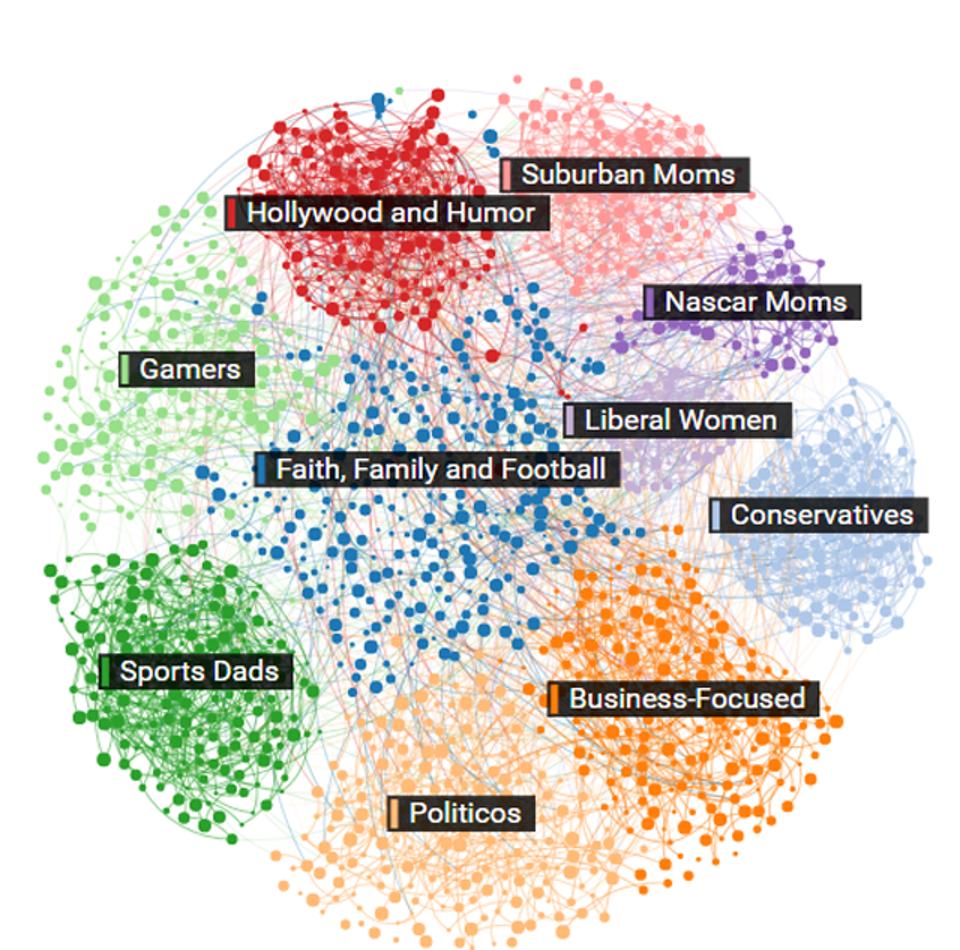 Suburban Moms
Hollywood and Humor
Nascar Moms
Gamers
Liberal Women
Faith, Family and Football
Conservatives
Sports Dads
Business-Focused
Politicos